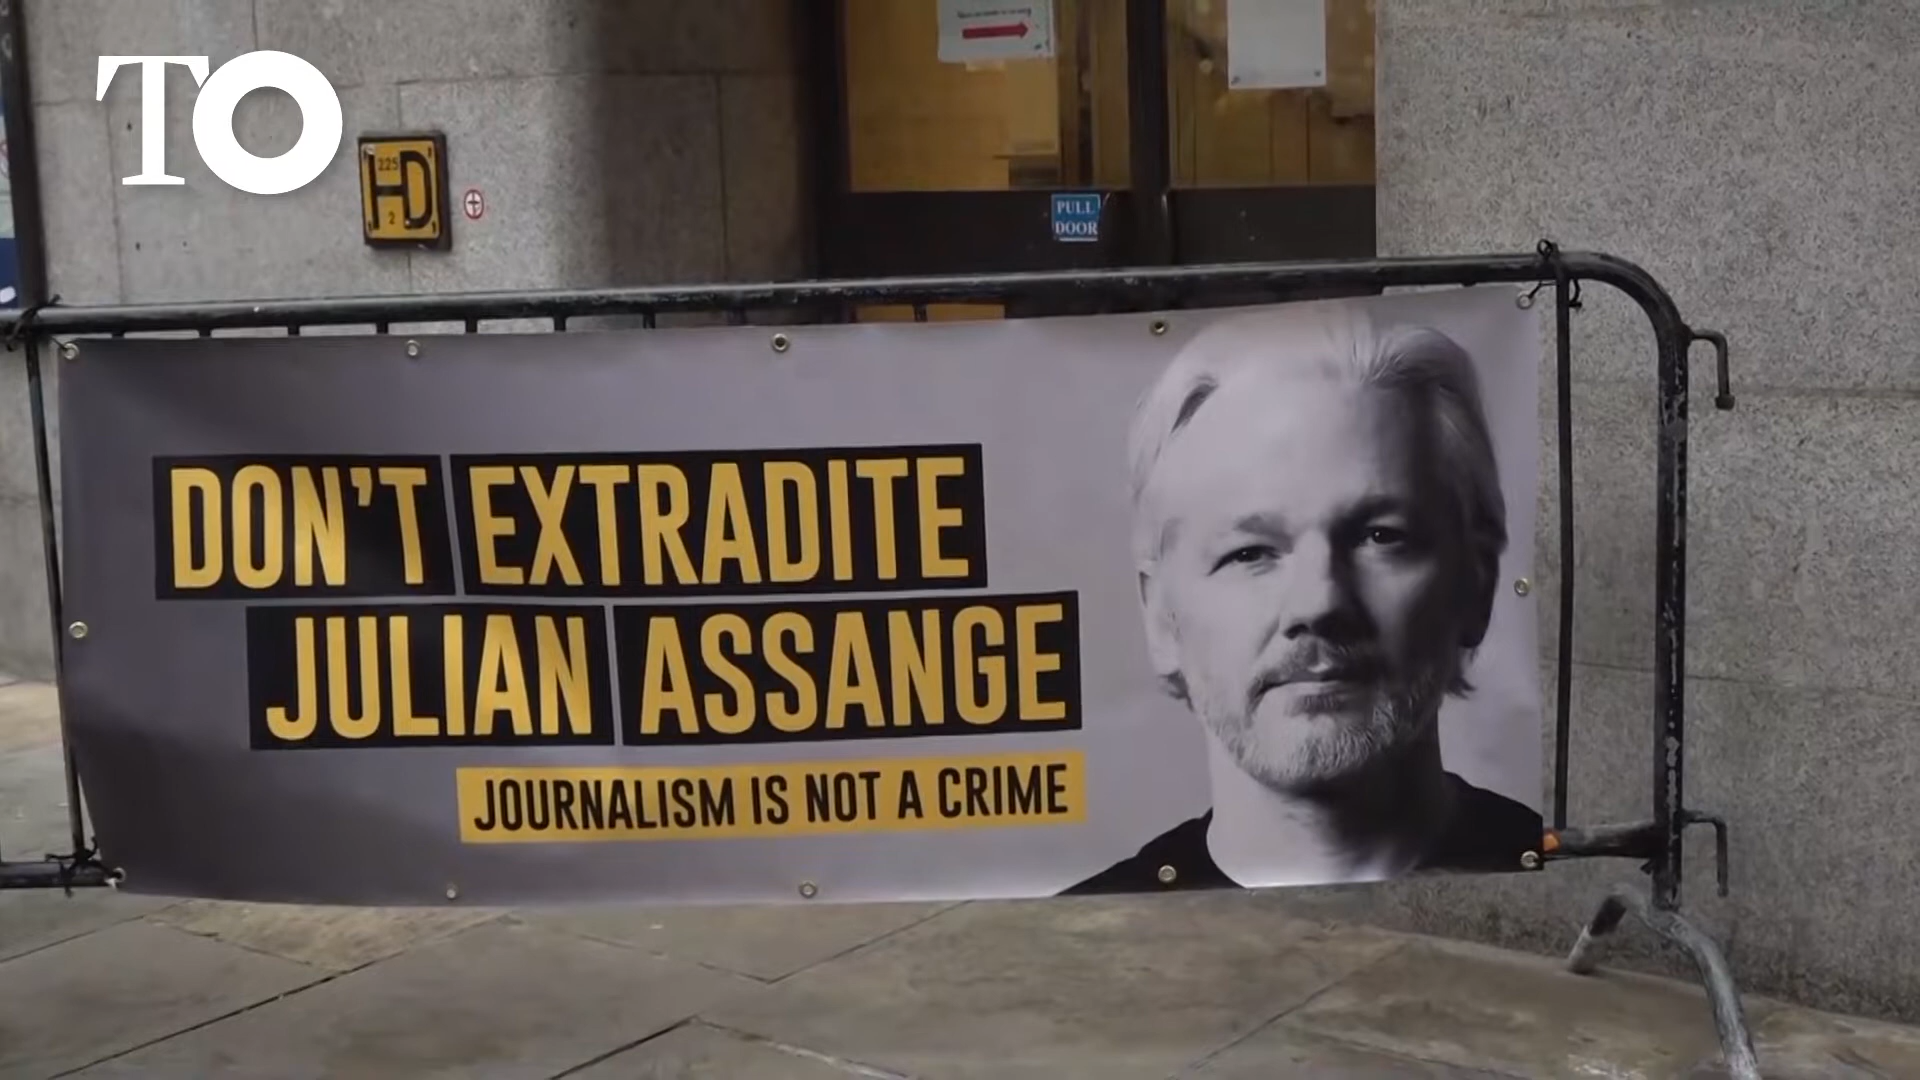 TO
225
HD
2
PULL
DOOR
DON'T EXTRADITE
JULIAN ASSANGE
JOURNALISM IS NOT A CRIME